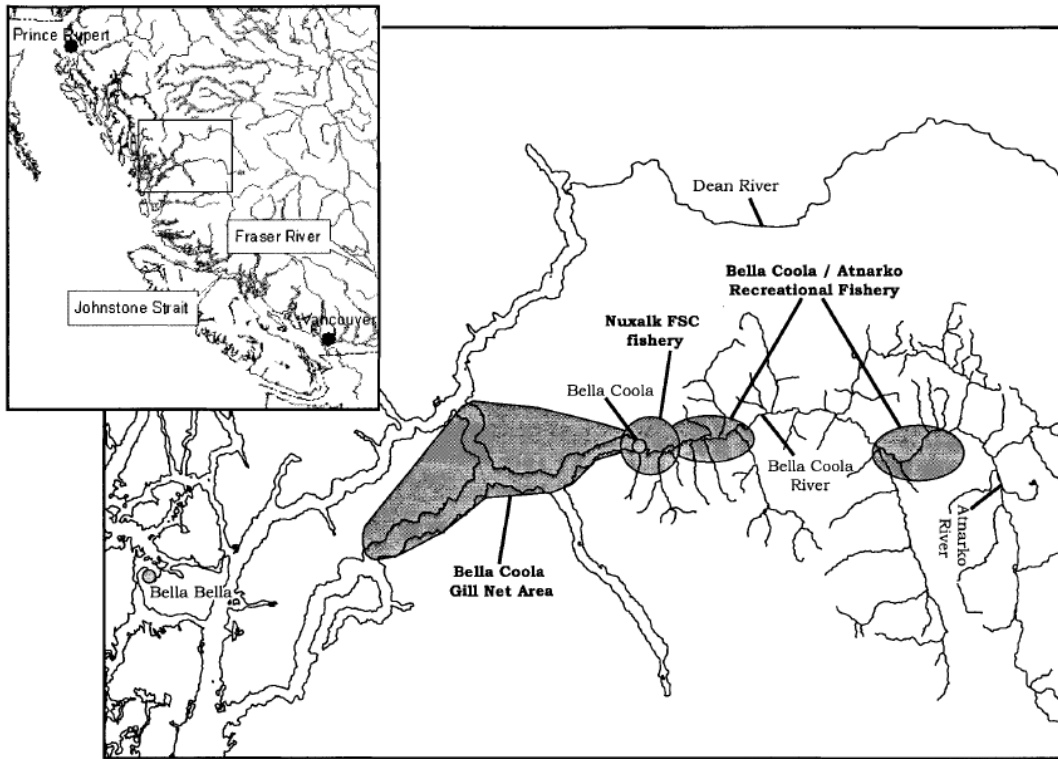 Prince Rupert
Fraser River
Johnstone Strait
Vancouver
Dean River
Bella Coola / Atnarko
Recreational Fishery
Nuxalk FSC
fishery
Bella Coola
Bella Coola
River
Atnarko
River
Bella Bella
Bella Coola
Gill Net Area